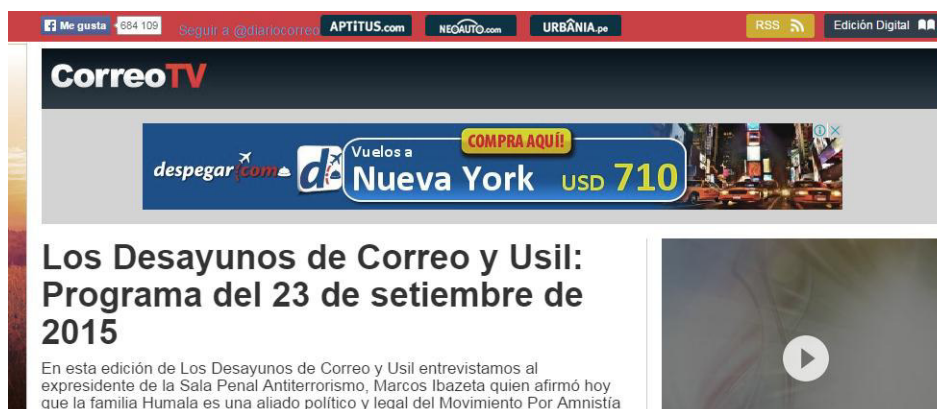 Me gusta 684 109 Seguir a @diariocorreo APTiTUS.com NEOAUTO.com URBÂNIA.pe RSS Edición Digital
CorreoTV
despegar.com d! Vuelos a COMPRA AQUÍ!
Nueva York USD 710
Los Desayunos de Correo y Usil:
Programa del 23 de setiembre de
2015
En esta edición de Los Desayunos de Correo y Usil entrevistamos al
expresidente de la Sala Penal Antiterrorismo, Marcos Ibazeta quien afirmó hoy
que la familia Humala es una aliado político y legal del Movimiento Por Amnistía